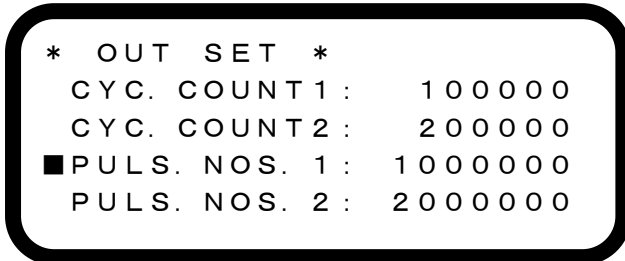 * OUT SET *
CYC. COUNT1: 100000
CYC. COUNT2: 200000
■PULS. NOS. 1: 1000000
PULS. NOS. 2: 2000000